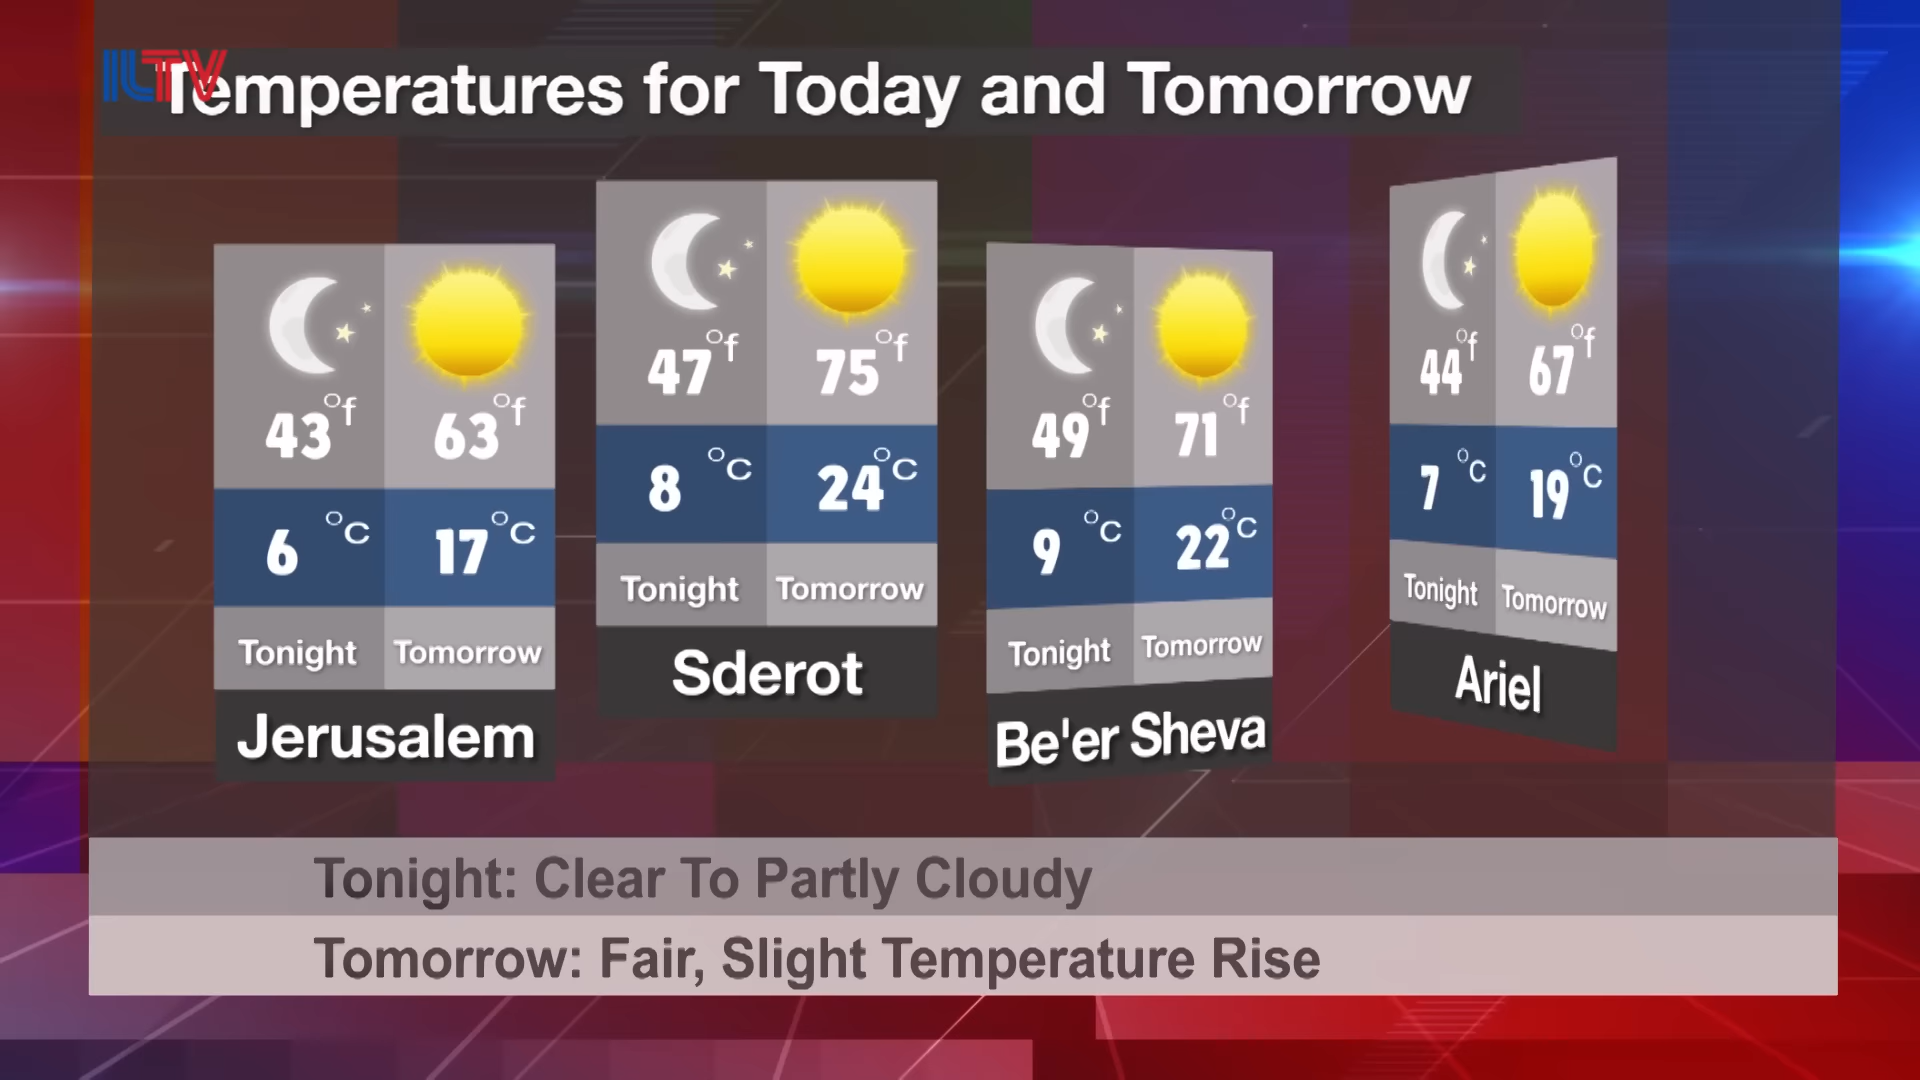 ILTV
Temperatures for Today and Tomorrow
43°f 63°f
6 °C 17°C
Tonight Tomorrow
Jerusalem
47°f 75°f
8 °C 24°C
Tonight Tomorrow
Sderot
49°f 71°f
9 °C 22°C
Tonight Tomorrow
Be'er Sheva
44°f 67°f
7 °C 19°C
Tonight Tomorrow
Ariel
Tonight: Clear To Partly Cloudy
Tomorrow: Fair, Slight Temperature Rise